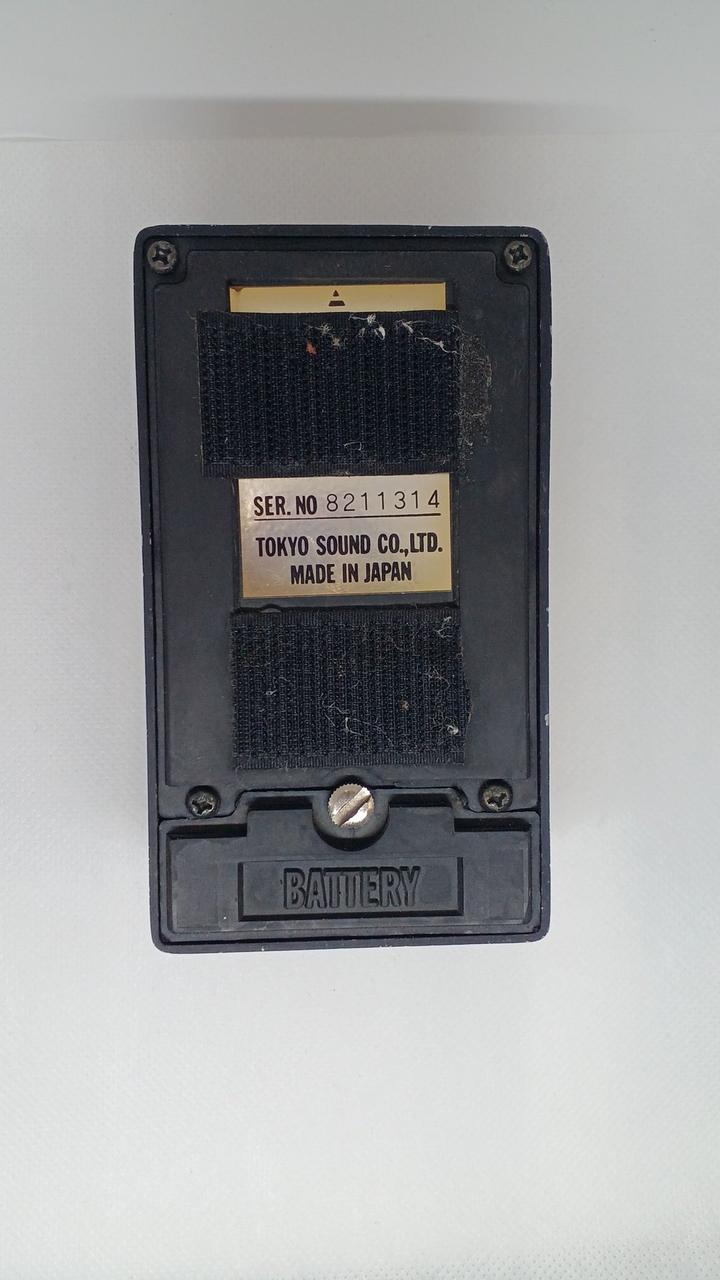 SER. NO 8211314
TOKYO SOUND CO.,LTD.
MADE IN JAPAN
BATTERY